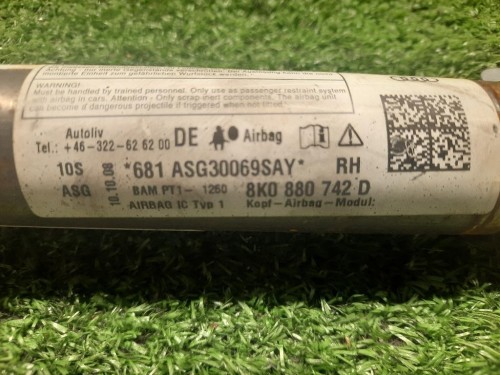 WARNING!
Must be handled by trained personnel. Only use as passenger restraint system
with airbag in cars. Attention - Only scrap inert components. The airbag unit
can become a dangerous projectile if triggered when not fitted.
Autoliv DE Airbag
Tel.: +46-322-62 62 00
10S 10.10.08 *681 ASG30069SAY* RH
ASG BAM PT1- 1260 8K0 880 742 D
AIRBAG IC Typ 1 Kopf-Airbag-Modul: